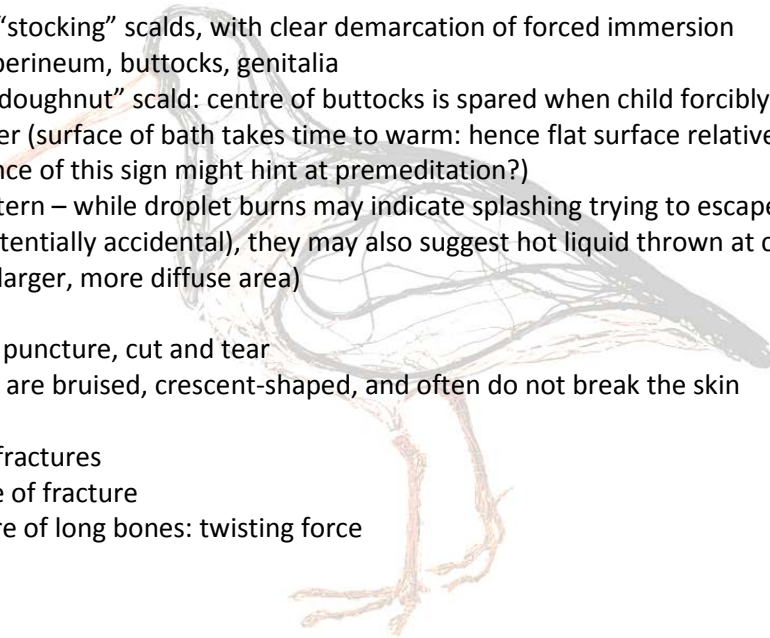 “stocking” scalds, with clear demarcation of forced immersion
perineum, buttocks, genitalia
doughnut” scald: centre of buttocks is spared when child forcibly
er (surface of bath takes time to warm: hence flat surface relative
nce of this sign might hint at premeditation?)
tern – while droplet burns may indicate splashing trying to escape
tentially accidental), they may also suggest hot liquid thrown at c
larger, more diffuse area)
puncture, cut and tear
are bruised, crescent-shaped, and often do not break the skin
fractures
e of fracture
re of long bones: twisting force